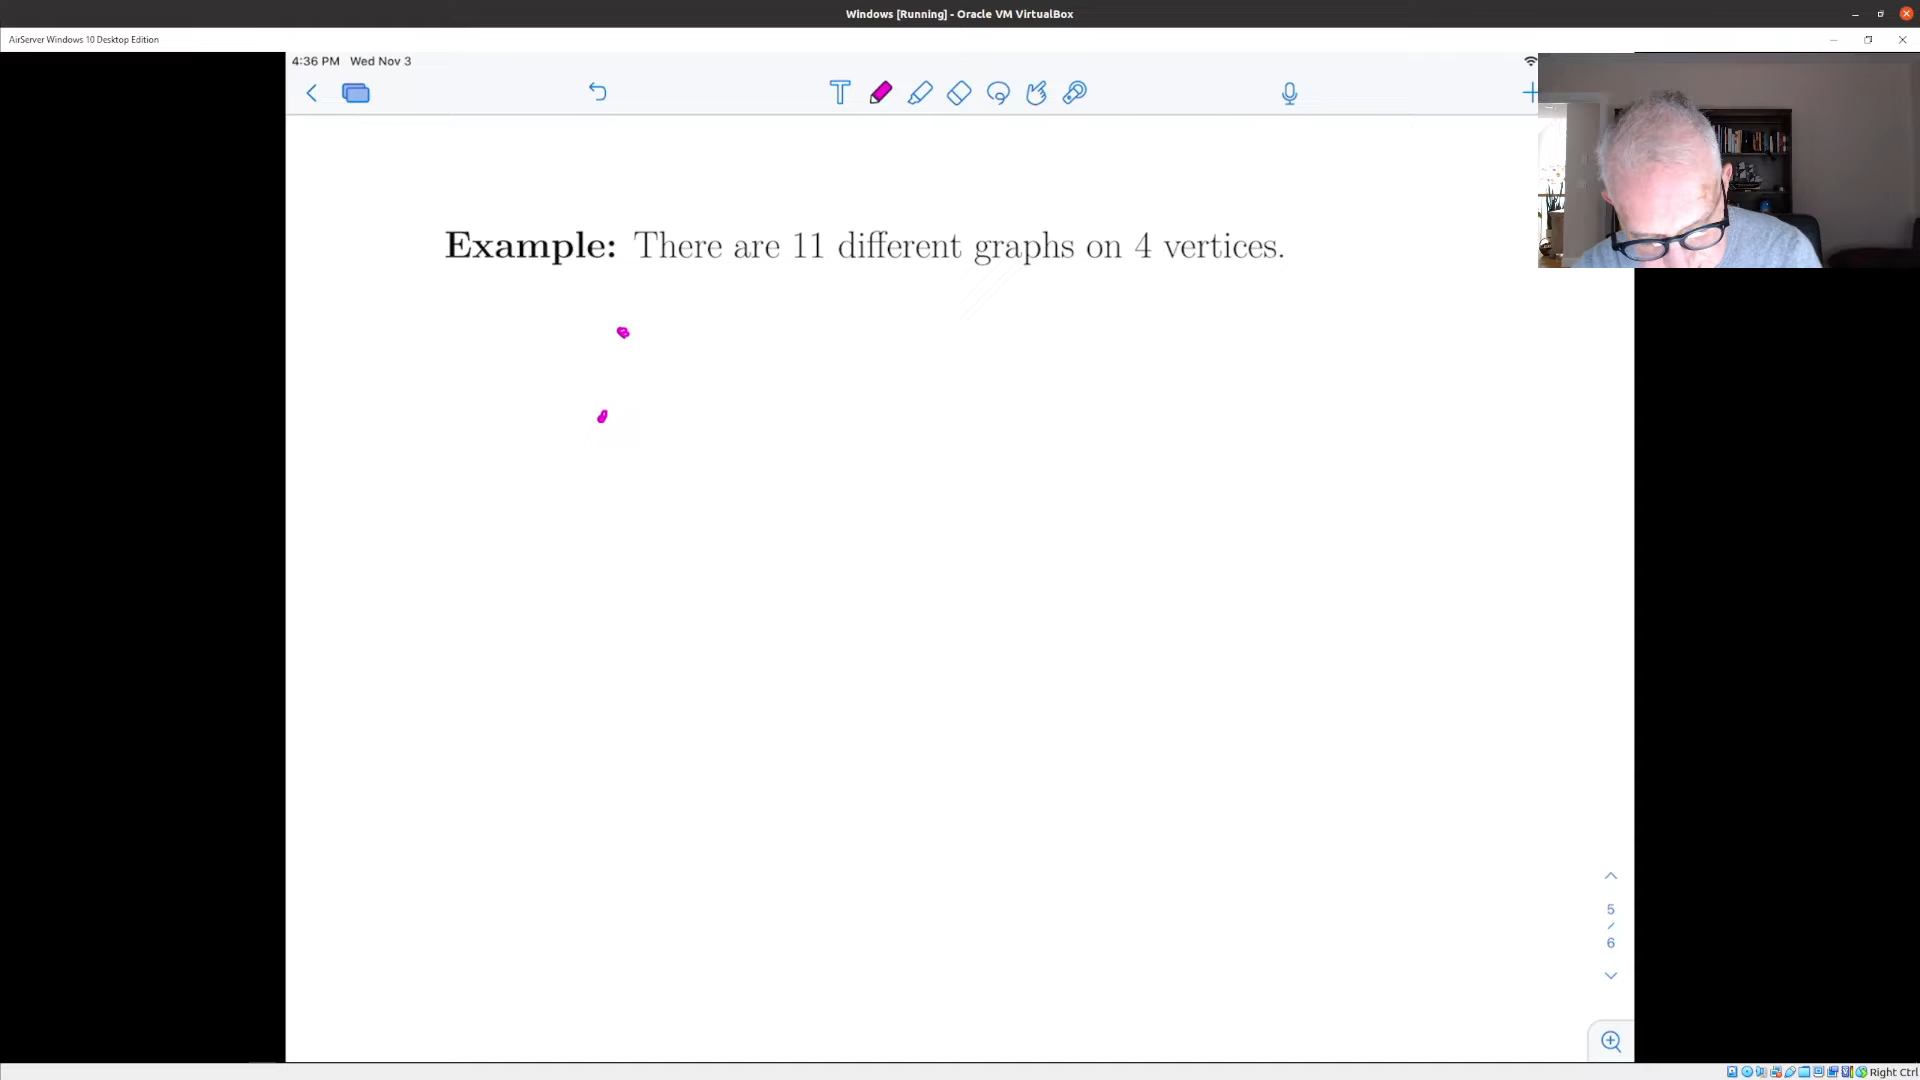 Windows [Running] - Oracle VM VirtualBox
AirServer Windows 10 Desktop Edition
4:36 PM Wed Nov 3
T
Example: There are 11 different graphs on 4 vertices.
5
/
6
Right Ctrl